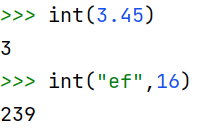 >>> int(3.45)
3
>>> int("ef",16)
239